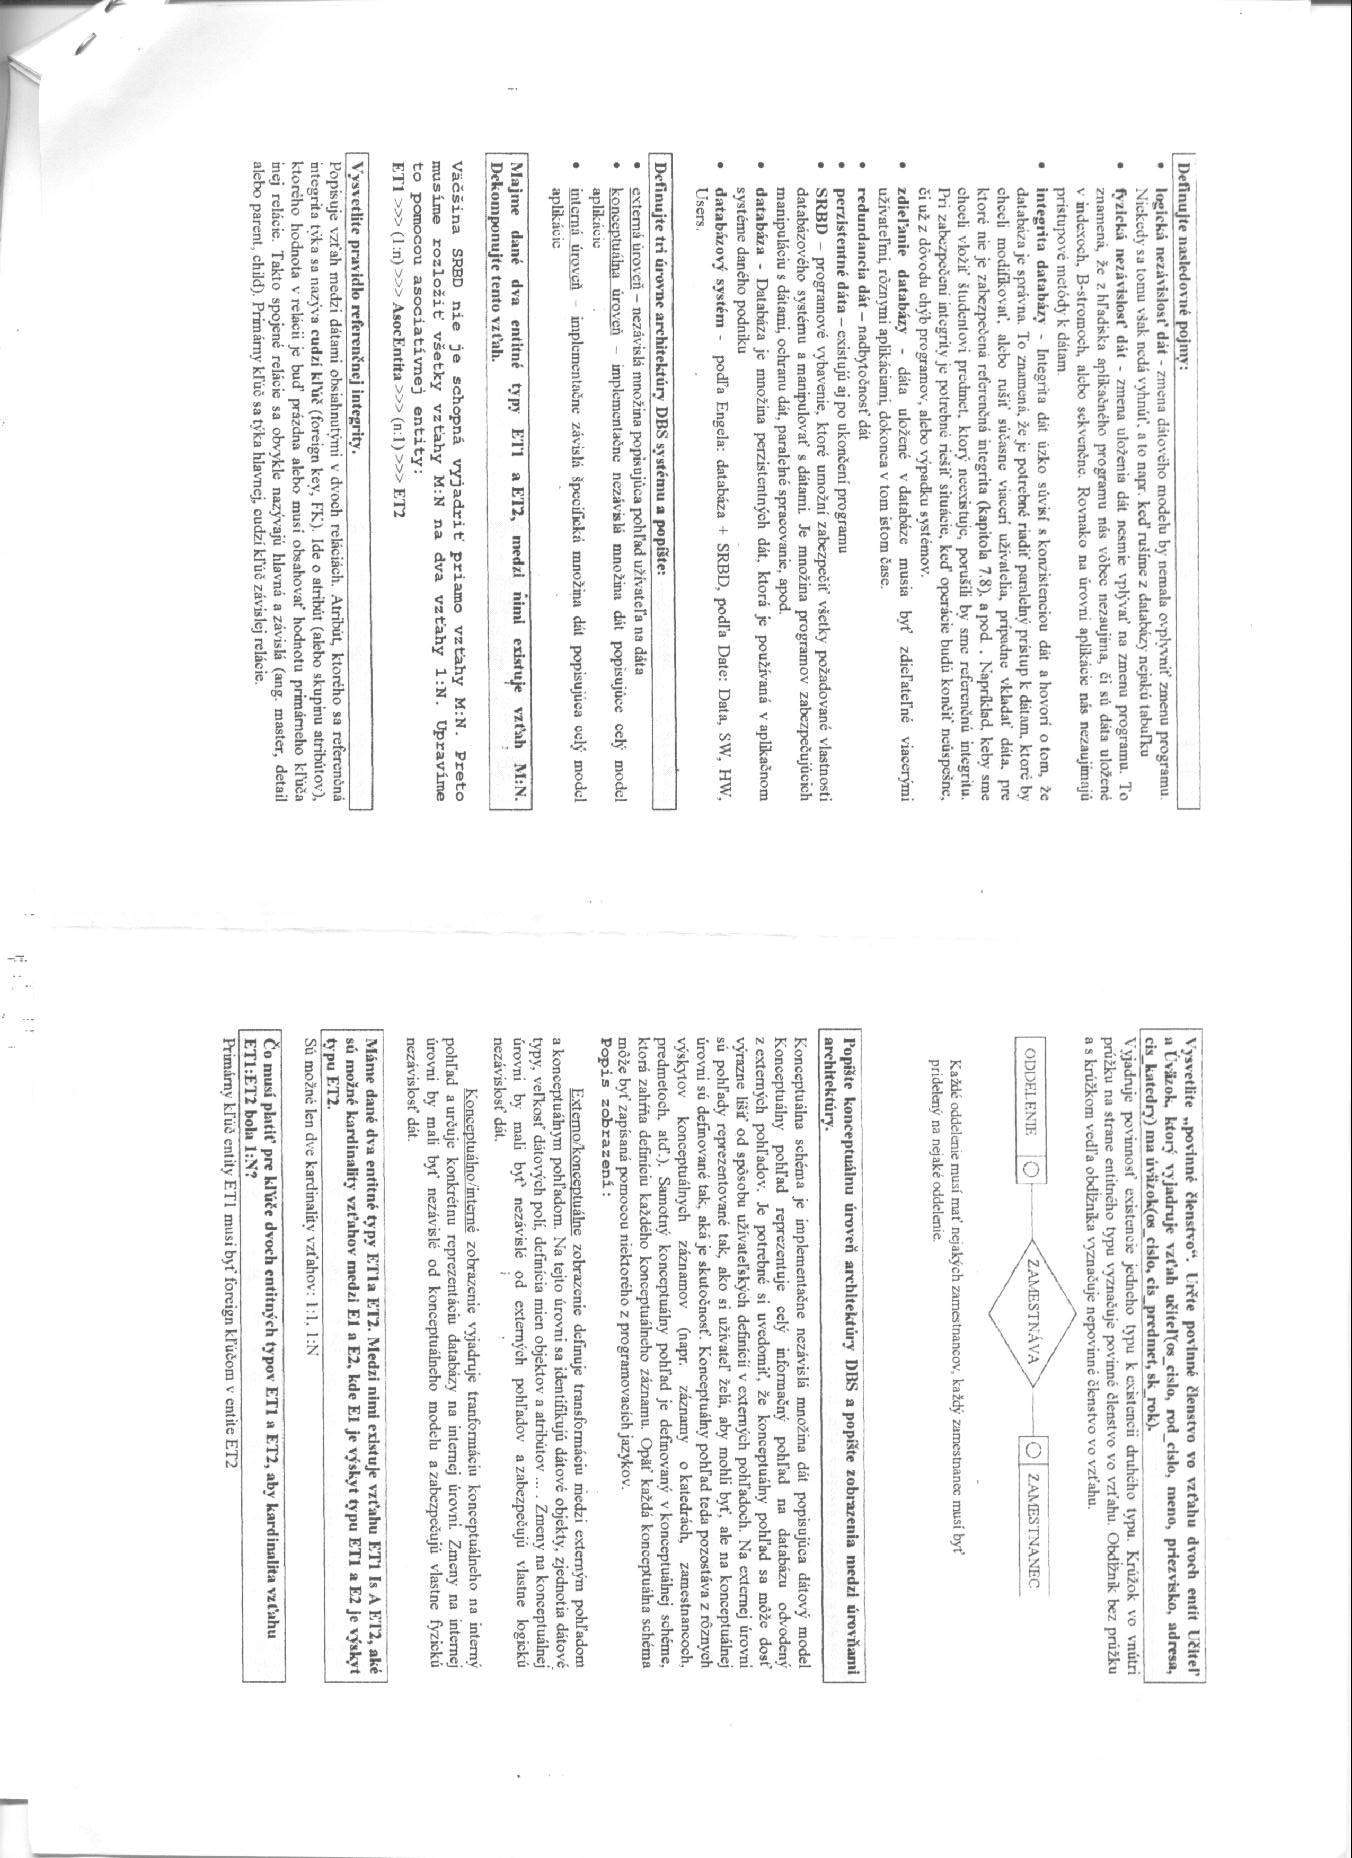 Definujte nasledovné pojmy:
• logická nezávislosť dát - zmena dátového modelu by nemala ovplyvniť zmenu programu.
Niekedy sa tomu však nedá vyhnúť, a to napr. keď rušíme z databázy nejakú tabuľku
• fyzická nezávislosť dát - zmena uloženia dát nesmie vplývať na zmenu programu. To
znamená, že z hľadiska aplikačného programu nás vôbec nezaujíma, či sú dáta uložené
v indexoch, B-stromoch, alebo sekvenčne. Rovnako na úrovni aplikácie nás nezaujímajú
prístupové metódy k dátam
• integrita databázy - Integrita dát úzko súvisí s konzistenciou dát a hovorí o tom, že
databáza je správna. To znamená, že je potrebné riadiť paralelný prístup k dátam, ktoré by
chceli modifikovať, alebo rušiť súčasne viacerí užívatelia, prípadne vkladať dáta, pre
ktoré nie je zabezpečená referenčná integrita (kapitola 7.8), a pod. . Napríklad, keby sme
chceli vložiť študentovi predmet, ktorý neexistuje, porušili by sme referenčnú integritu.
Pri zabezpečení integrity je potrebné riešiť situácie, keď operácie budú končiť neúspešne,
či už z dôvodu chýb programov, alebo výpadku systémov.
• zdieľanie databázy - dáta uložené v databáze musia byť zdieľateľné viacerými
užívateľmi, rôznymi aplikáciami, dokonca v tom istom čase.
• redundancia dát – nadbytočnosť dát
• perzistentné dáta – existujú aj po ukončení programu
• SRBD – programové vybavenie, ktoré umožní zabezpečiť všetky požadované vlastnosti
databázového systému a manipulovať s dátami. Je množina programov zabezpečujúcich
manipuláciu s dátami, ochranu dát, paralelné spracovanie, apod.
• databáza - Databáza je množina perzistentných dát, ktorá je používaná v aplikačnom
systéme daného podniku
• databázový systém - podľa Engela: databáza + SRBD, podľa Date: Data, SW, HW,
Users.
Definujte tri úrovne architektúry DBS systému a popíšte:
• externá úroveň – nezávislá množina popisujúca pohľad užívateľa na dáta
• konceptuálna úroveň – implementačne nezávislá množina dát popisujúce celý model
aplikácie
• interná úroveň – implementačne závislá špecifická množina dát popisujúca celý model
aplikácie
Majme dané dva entitné typy ET1 a ET2, medzi nimi existuje vzťah M:N.
Dekomponujte tento vzťah.
Väčšina SRBD nie je schopná vyjadriť priamo vzťahy M:N. Preto
musíme rozložiť všetky vzťahy M:N na dva vzťahy 1:N. Upravíme
to pomocou asociatívnej entity:
ET1 >>> (1:n) >>> AsocEntita >>> (n:1) >>> ET2
Vysvetlite pravidlo referenčnej integrity.
Popisuje vzťah medzi dátami obsiahnutými v dvoch reláciách. Atribút, ktorého sa referenčná
integrita týka sa nazýva cudzí kľúč (foreign key, FK). Ide o atribút (alebo skupinu atribútov),
ktorého hodnota v relácii je buď prázdna alebo musí obsahovať hodnotu primárneho kľúča
inej relácie. Takto spojené relácie sa obvykle nazývajú hlavná a závislá (ang. master, detail
alebo parent, child). Primárny kľúč sa týka hlavnej, cudzí kľúč závislej relácie.
Vysvetlite „povinné členstvo“. Určte povinné členstvo vo vzťahu dvoch entít Učiteľ
a Úväzok, ktorý vyjadruje vzťah učiteľ(os_cislo, rod_cislo, meno, priezvisko, adresa,
cis_katedry) ma úväzok(os_cislo, cis_predmet, sk_rok).
Vyjadruje povinnosť existencie jedného typu k existencii druhého typu. Krúžok vo vnútri
prúžku na strane entitného typu vyznačuje povinné členstvo vo vzťahu. Obdĺžnik bez prúžku
a s krúžkom vedľa obdĺžnika vyznačuje nepovinné členstvo vo vzťahu.
ODDELENIE ZAMESTNÁVA ZAMESTNANEC
Každé oddelenie musí mať nejakých zamestnancov, každý zamestnanec musí byť
pridelený na nejaké oddelenie.
Popíšte konceptuálnu úroveň architektúry DBS a popíšte zobrazenia medzi úrovňami
architektúry.
Konceptuálna schéma je implementačne nezávislá množina dát popisujúca dátový model
Konceptuálny pohľad reprezentuje celý informačný pohľad na databázu odvodený
z externých pohľadov. Je potrebné si uvedomiť, že konceptuálny pohľad sa môže dosť
výrazne líšiť od spôsobu užívateľských definícií v externých pohľadoch. Na externej úrovni
sú pohľady reprezentované tak, ako si užívateľ želá, aby mohli byť, ale na konceptuálnej
úrovni sú definované tak, aká je skutočnosť. Konceptuálny pohľad teda pozostáva z rôznych
výskytov konceptuálnych záznamov (napr. záznamy o katedrách, zamestnancoch,
predmetoch, atď.). Samotný konceptuálny pohľad je definovaný v konceptuálnej schéme,
ktorá zahŕňa definíciu každého konceptuálneho záznamu. Opäť každá konceptuálna schéma
môže byť zapísaná pomocou niektorého z programovacích jazykov.
Popis zobrazení:
Externo/konceptuálne zobrazenie definuje transformáciu medzi externým pohľadom
a konceptuálnym pohľadom. Na tejto úrovni sa identifikujú dátové objekty, zjednotia dátové
typy, veľkosť dátových polí, definícia mien objektov a atribútov ... . Zmeny na konceptuálnej
úrovni by mali byť nezávislé od externých pohľadov a zabezpečujú vlastne logickú
nezávislosť dát.
Konceptuálno/interné zobrazenie vyjadruje tranformáciu konceptuálneho na interný
pohľad a určuje konkrétnu reprezentáciu databázy na internej úrovni. Zmeny na internej
úrovni by mali byť nezávislé od konceptuálneho modelu a zabezpečujú vlastne fyzickú
nezávislosť dát.
Máme dané dva entitné typy ET1a ET2. Medzi nimi existuje vzťahu ET1 Is A ET2, aké
sú možné kardinality vzťahov medzi E1 a E2, kde E1 je výskyt typu ET1 a E2 je výskyt
typu ET2.
Sú možné len dve kardinality vzťahov: 1:1, 1:N
Čo musí platiť pre kľúče dvoch entitných typov ET1 a ET2, aby kardinalita vzťahu
ET1:ET2 bola 1:N?
Primárny kľúč entity ET1 musí byť foreign kľúčom v entite ET2